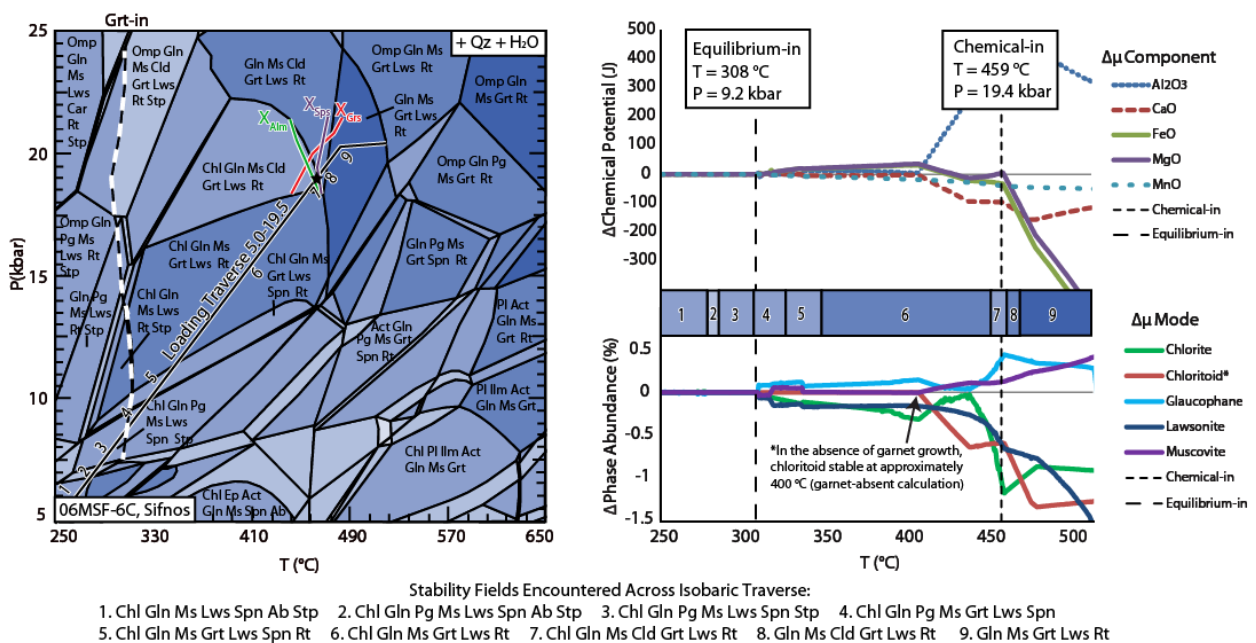 Grt-in
25
20
15
10
5
P(kbar)
250
330
410
490
570
650
T (°C)
+ Qz + H₂O
Omp
Gln
Ms
Lws
Car
Rt
Stp
Omp Gln
Ms Cld
Grt Lws
Rt Stp
Gln Ms Cld
Grt Lws Rt
Omp Gln Ms
Grt Lws Rt
Omp Gln
Ms Grt Rt
Gln Ms
Grt Lws
Rt
X Alm
X Sps
X Grs
Chl Gln Ms Cld
Grt Lws Rt
Omp Gln Pg
Ms Grt Rt
Omp Gln
Pg Ms
Lws Rt
Stp
Chl Gln Ms
Grt Lws Rt
Chl Gln Ms
Grt Lws
Spn Rt
Gln Pg Ms
Grt Spn Rt
Gln Pg
Ms Lws
Rt Stp
Chl Gln
Ms Lws
Rt Stp
Act Gln
Pg Ms Grt
Spn Rt
Pl Act
Gln Ms
Grt Rt
Pl Ilm Act
Gln Ms Grt
Chl Gln Pg
Ms Lws
Spn Stp
Chl Pl Ilm Act
Gln Ms Grt
Chl Ep Act
Gln Ms Spn Ab
Loading Traverse 5.0-19.5
1
2
3
4
5
6
7
8
9
06MSF-6C, Sifnos
ΔChemical Potential (J)
500
400
300
200
100
0
-100
-200
-300
Equilibrium-in
T = 308 °C
P = 9.2 kbar
Chemical-in
T = 459 °C
P = 19.4 kbar
Δμ Component
Al2O3
CaO
FeO
MgO
MnO
Chemical-in
Equilibrium-in
1 2 3 4 5 6 7 8 9
ΔPhase Abundance (%)
0.5
0
-0.5
-1
-1.5
250 300 350 400 450 500
T (°C)
*In the absence of garnet growth,
chloritoid stable at approximately
400 °C (garnet-absent calculation)
Δμ Mode
Chlorite
Chloritoid*
Glaucophane
Lawsonite
Muscovite
Chemical-in
Equilibrium-in
Stability Fields Encountered Across Isobaric Traverse:
1. Chl Gln Ms Lws Spn Ab Stp 2. Chl Gln Pg Ms Lws Spn Ab Stp 3. Chl Gln Pg Ms Lws Spn Stp 4. Chl Gln Pg Ms Grt Lws Spn
5. Chl Gln Ms Grt Lws Spn Rt 6. Chl Gln Ms Grt Lws Rt 7. Chl Gln Ms Cld Grt Lws Rt 8. Gln Ms Cld Grt Lws Rt 9. Gln Ms Grt Lws Rt